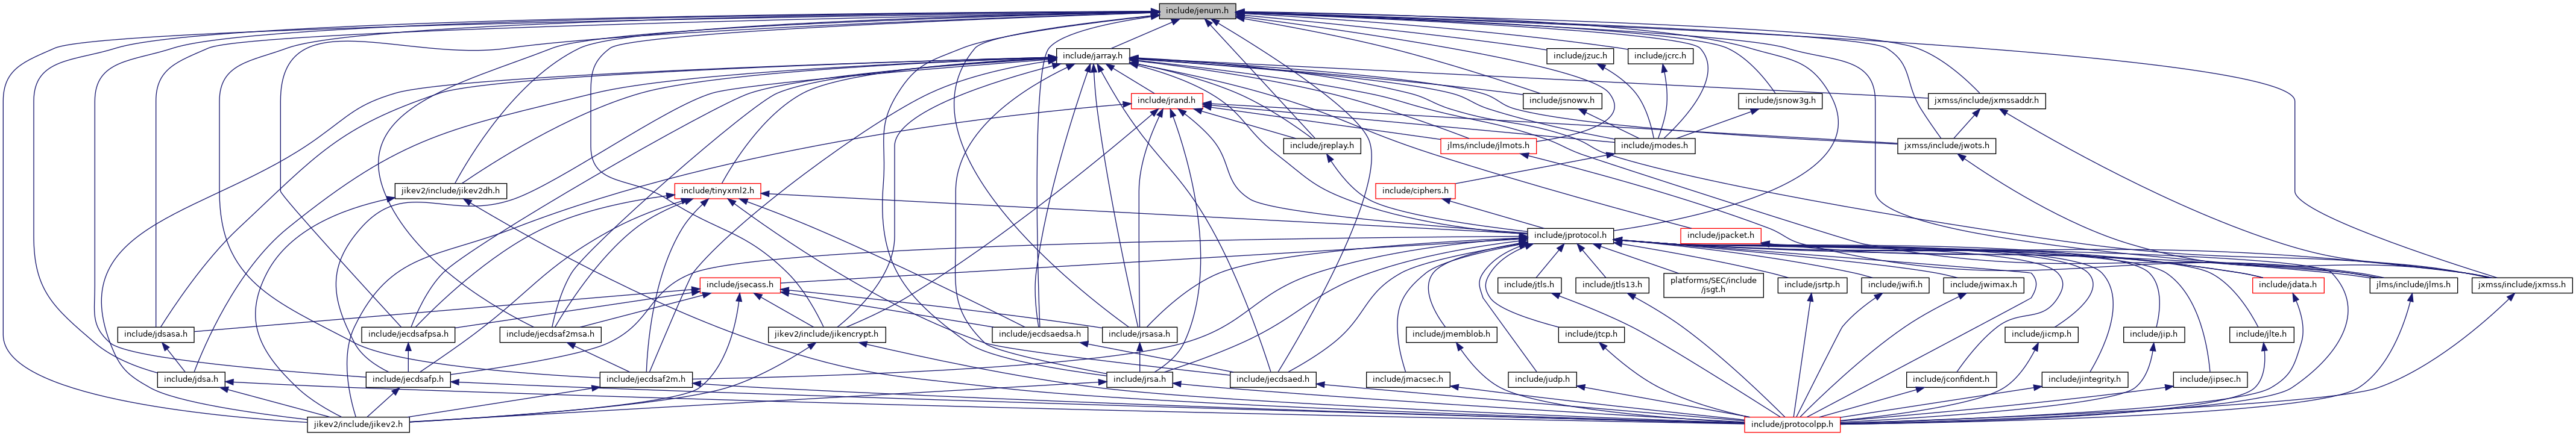 include/jenum.h
include/jarray.h
include/jzuc.h
include/jcrc.h
include/jrand.h
include/jsnowv.h
include/jsnow3g.h
jxmss/include/jxmssaddr.h
include/jreplay.h
jlms/include/jlmots.h
include/jmodes.h
jxmss/include/jwots.h
jikev2/include/jikev2dh.h
include/tinyxml2.h
include/ciphers.h
include/jprotocol.h
include/jpacket.h
include/jsecass.h
include/jtls.h
include/jtls13.h
platforms/SEC/include
/jsgt.h
include/jsrtp.h
include/jwifi.h
include/jwimax.h
include/jdata.h
jlms/include/jlms.h
jxmss/include/jxmss.h
include/jdsasa.h
include/jecdsafpsa.h
include/jecdsaf2msa.h
jikev2/include/jikencrypt.h
include/jecdsaedsa.h
include/jrsasa.h
include/jmemblob.h
include/jtcp.h
include/jicmp.h
include/jip.h
include/jlte.h
include/jdsa.h
include/jecdsafp.h
include/jecdsaf2m.h
include/jrsa.h
include/jecdsaed.h
include/jmacsec.h
include/judp.h
include/jconfident.h
include/jintegrity.h
include/jipsec.h
jikev2/include/jikev2.h
include/jprotocolpp.h